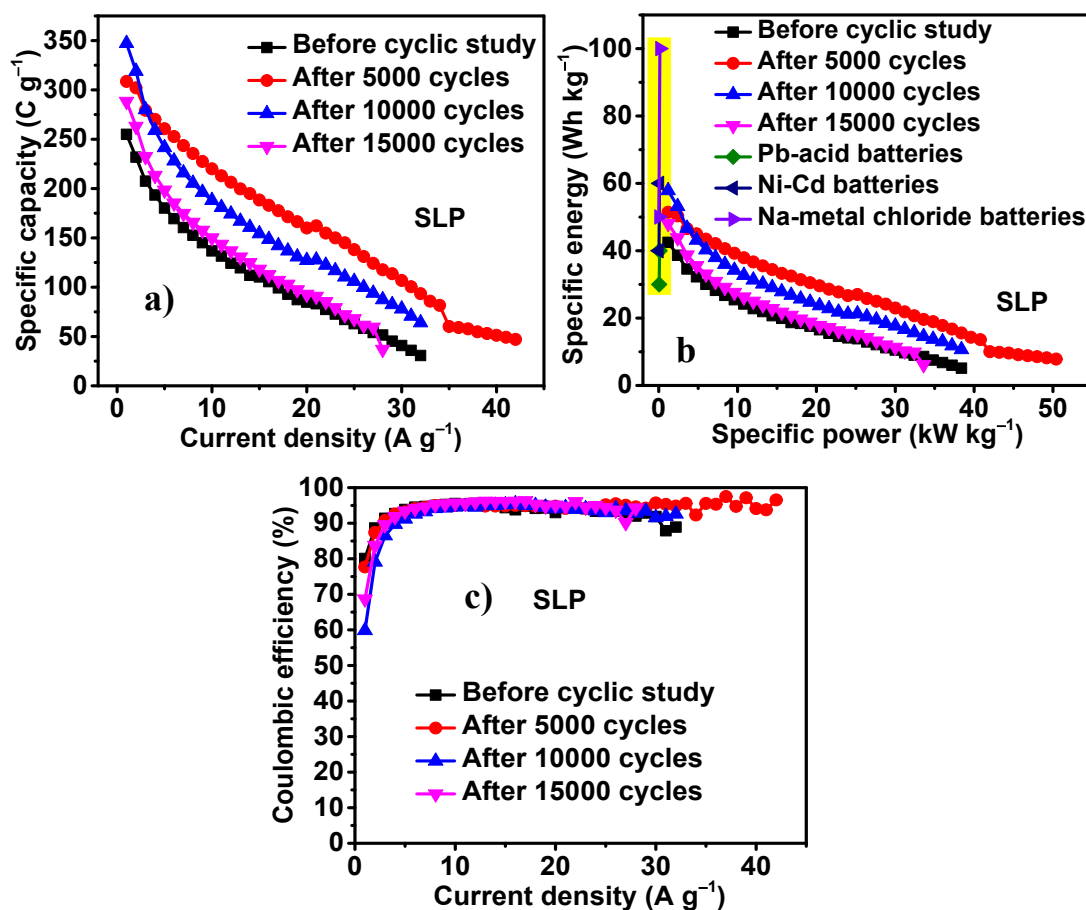 Specific capacity (C g⁻¹)
350
300
250
200
150
100
50
0
Before cyclic study
After 5000 cycles
After 10000 cycles
After 15000 cycles
SLP
a)
0 10 20 30 40
Current density (A g⁻¹)
Specific energy (Wh kg⁻¹)
100
80
60
40
20
0
Before cyclic study
After 5000 cycles
After 10000 cycles
After 15000 cycles
Pb-acid batteries
Ni-Cd batteries
Na-metal chloride batteries
SLP
b
0 10 20 30 40 50
Specific power (kW kg⁻¹)
Coulombic efficiency (%)
100
90
80
70
60
50
40
30
20
10
0
c) SLP
Before cyclic study
After 5000 cycles
After 10000 cycles
After 15000 cycles
0 10 20 30 40
Current density (A g⁻¹)